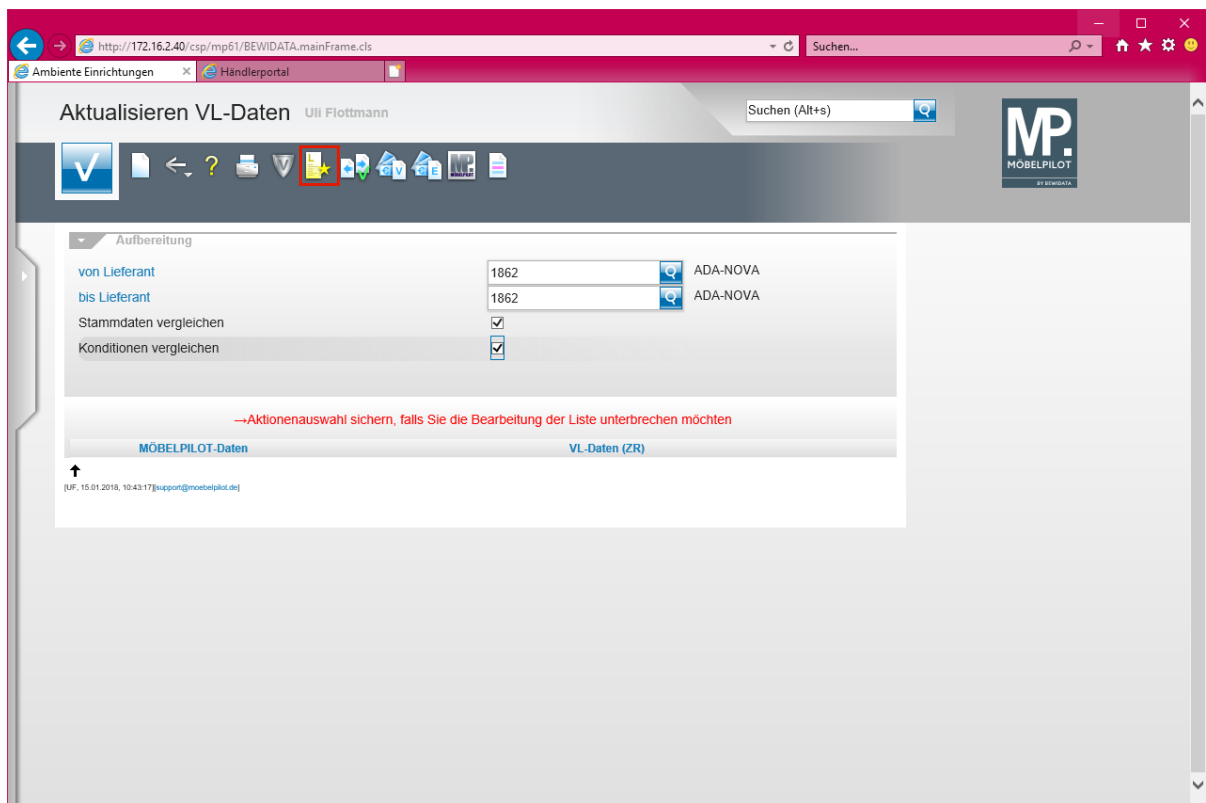 http://172.16.2.40/csp/mp61/BEWIDATA.mainFrame.cls
Suchen...
Ambiente Einrichtungen
Händlerportal
Aktualisieren VL-Daten Uli Flottmann
Suchen (Alt+s)
MP.
MÖBELPILOT
BY BEWIDATA
Aufbereitung
von Lieferant 1862 ADA-NOVA
bis Lieferant 1862 ADA-NOVA
Stammdaten vergleichen
Konditionen vergleichen
→Aktionenauswahl sichern, falls Sie die Bearbeitung der Liste unterbrechen möchten
MÖBELPILOT-Daten VL-Daten (ZR)
[UF, 15.01.2018, 10:43:17][support@moebelpilot.de]